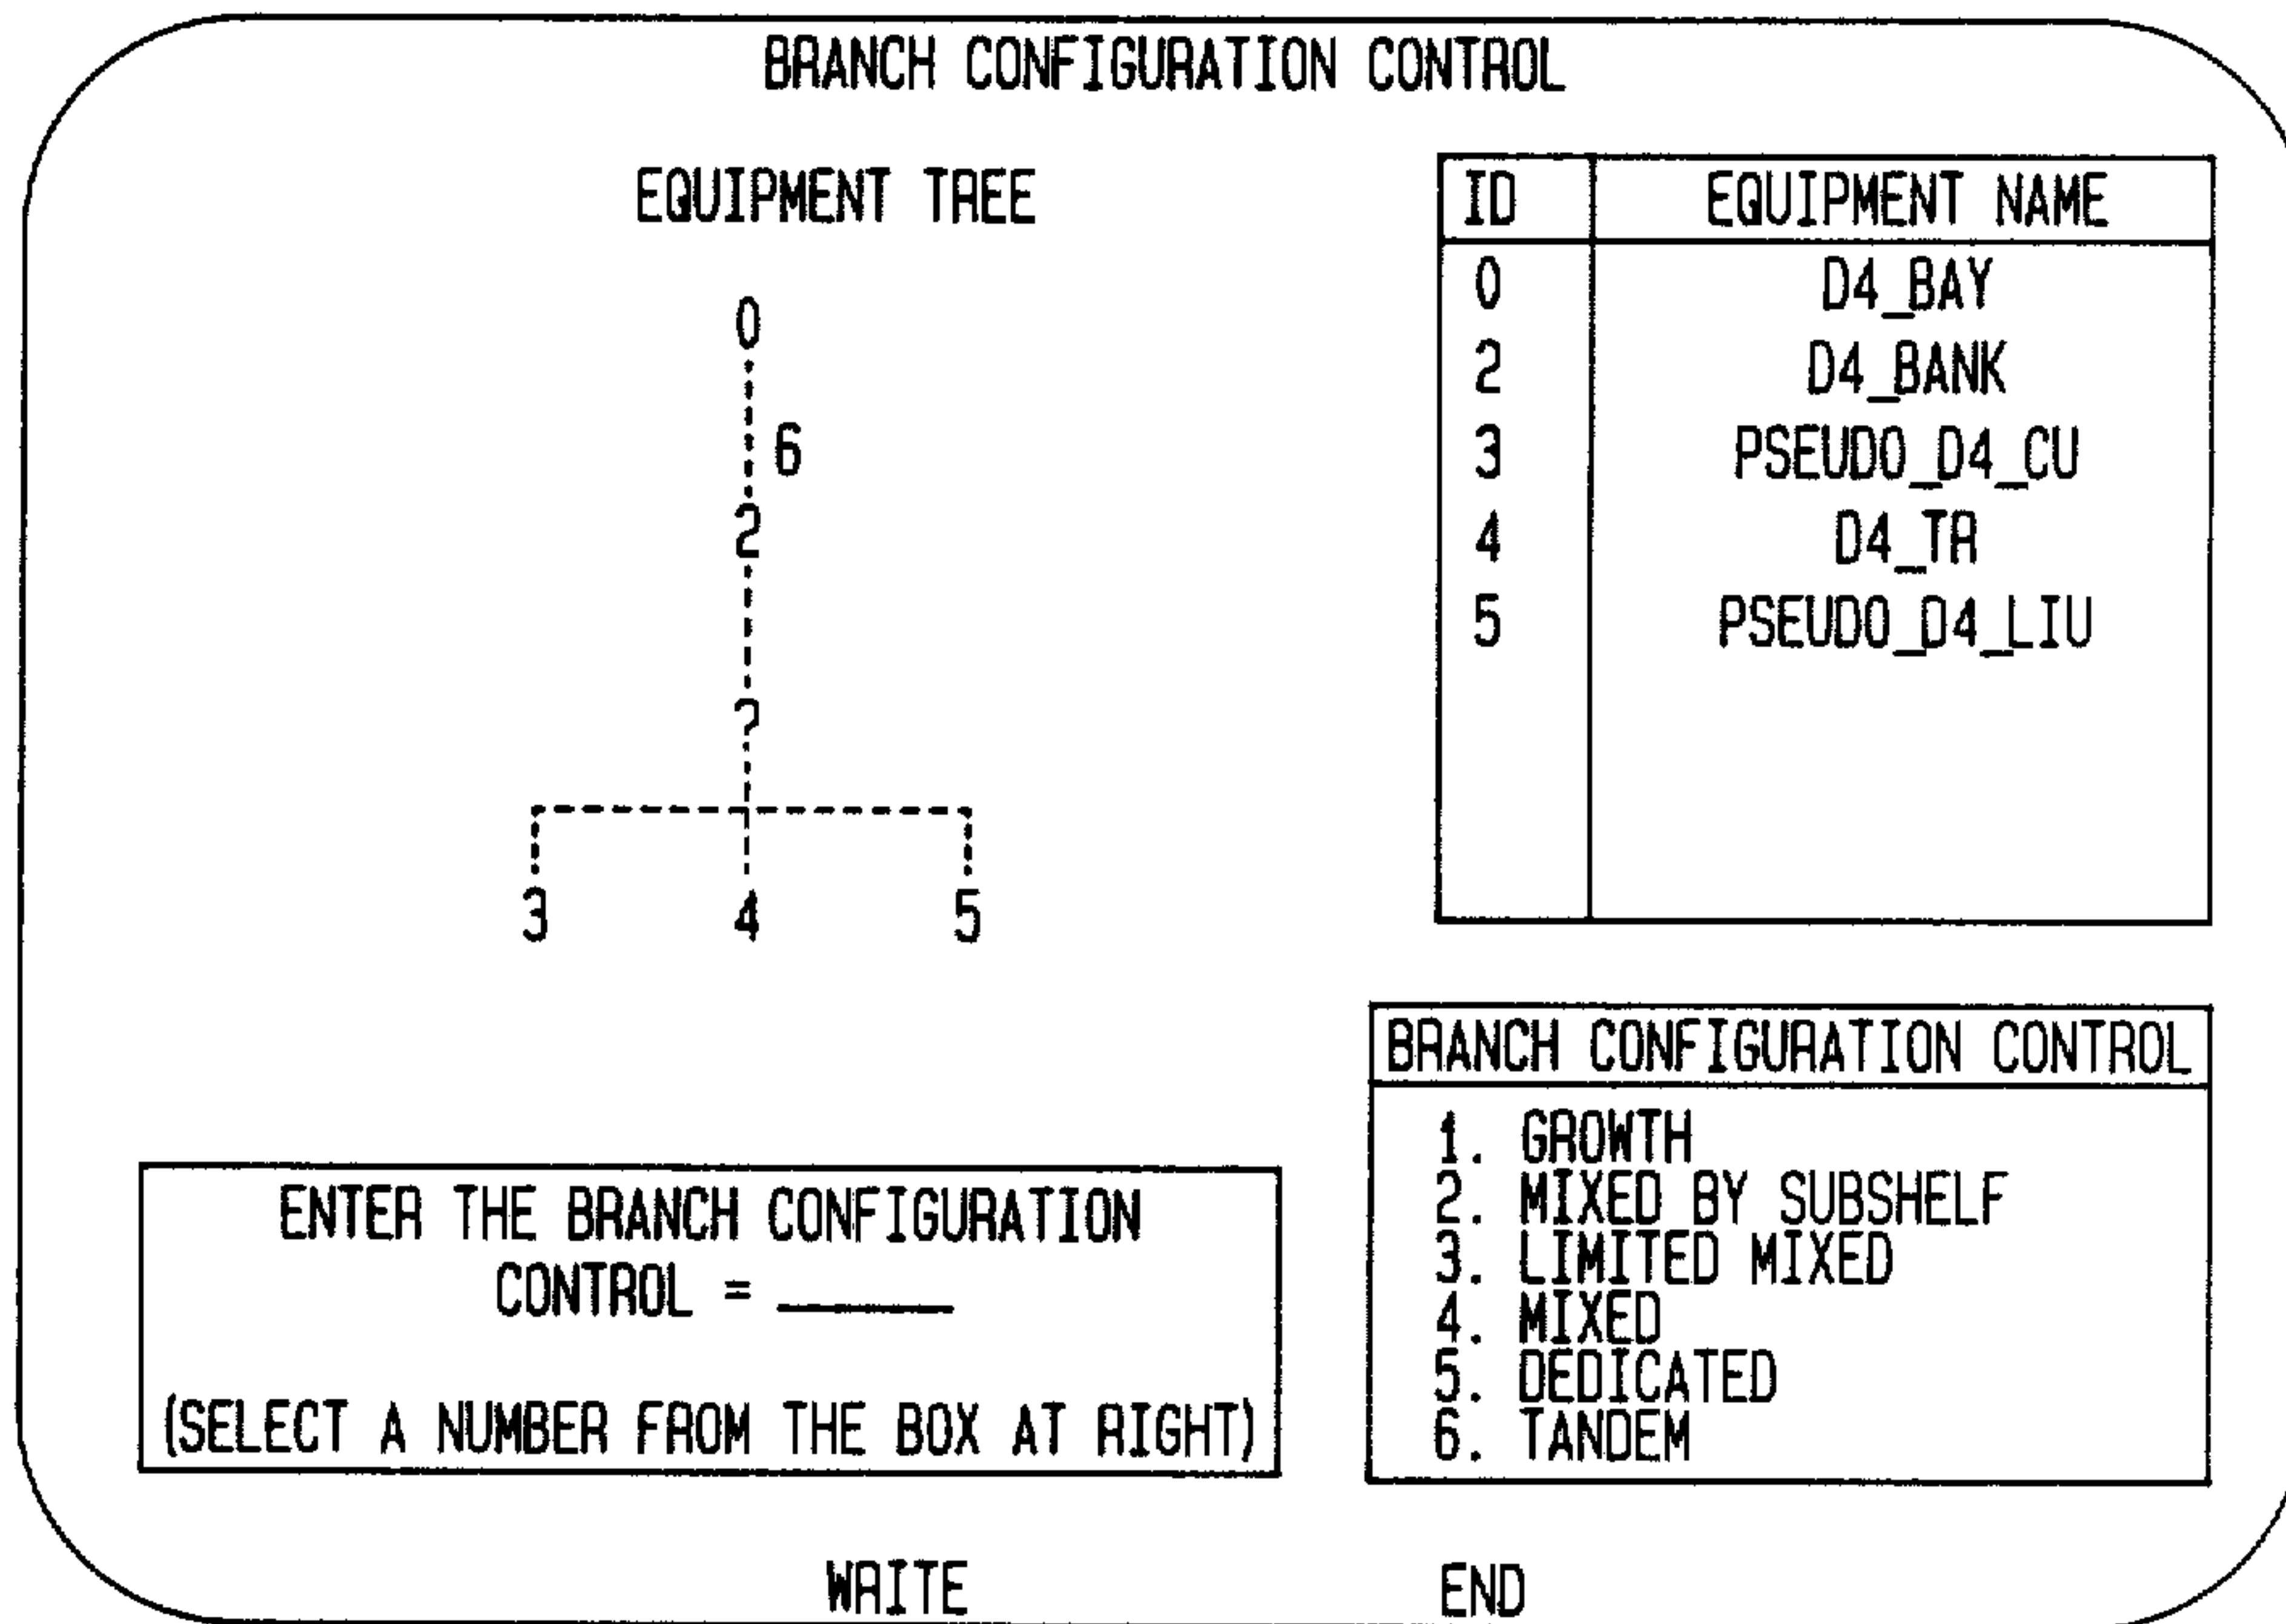 BRANCH CONFIGURATION CONTROL
EQUIPMENT TREE
0
6
2
?
3 4 5
ID EQUIPMENT NAME
0 D4_BAY
2 D4_BANK
3 PSEUDO_D4_CU
4 D4_TR
5 PSEUDO_D4_LIU
BRANCH CONFIGURATION CONTROL
1. GROWTH
2. MIXED BY SUBSHELF
3. LIMITED MIXED
4. MIXED
5. DEDICATED
6. TANDEM
ENTER THE BRANCH CONFIGURATION
CONTROL = ______
(SELECT A NUMBER FROM THE BOX AT RIGHT)
WRITE END